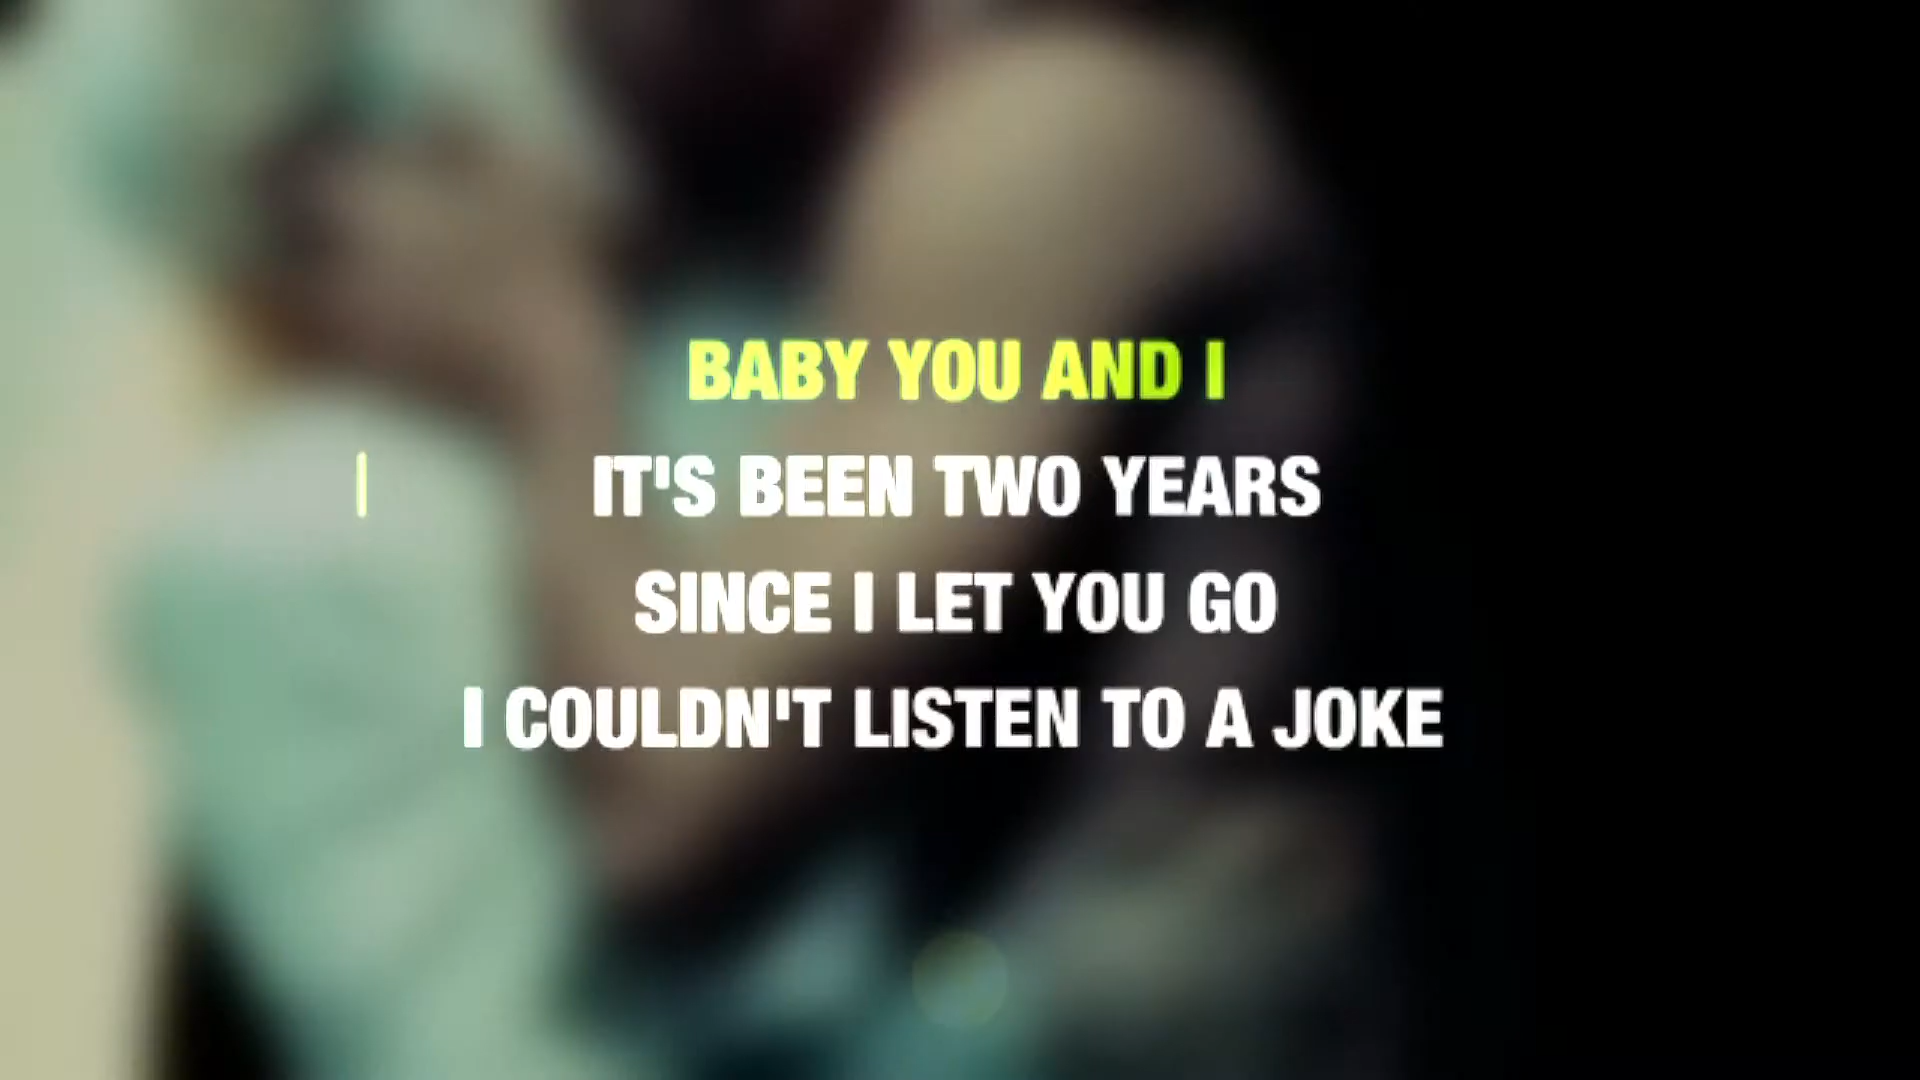 BABY YOU AND I
IT'S BEEN TWO YEARS
SINCE I LET YOU GO
I COULDN'T LISTEN TO A JOKE